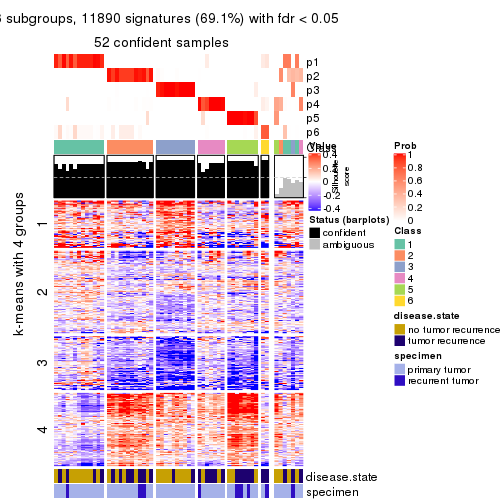 subgroups, 11890 signatures (69.1%) with fdr < 0.05
52 confident samples
p1
p2
p3
p4
p5
p6
Class
Silhouette
score
k-means with 4 groups
1
2
3
4
disease.state
specimen
Value
0.4
0.2
0
-0.2
-0.4
Status (barplots)
confident
ambiguous
Prob
1
0.8
0.6
0.4
0.2
0
Class
1
2
3
4
5
6
disease.state
no tumor recurrence
tumor recurrence
specimen
primary tumor
recurrent tumor